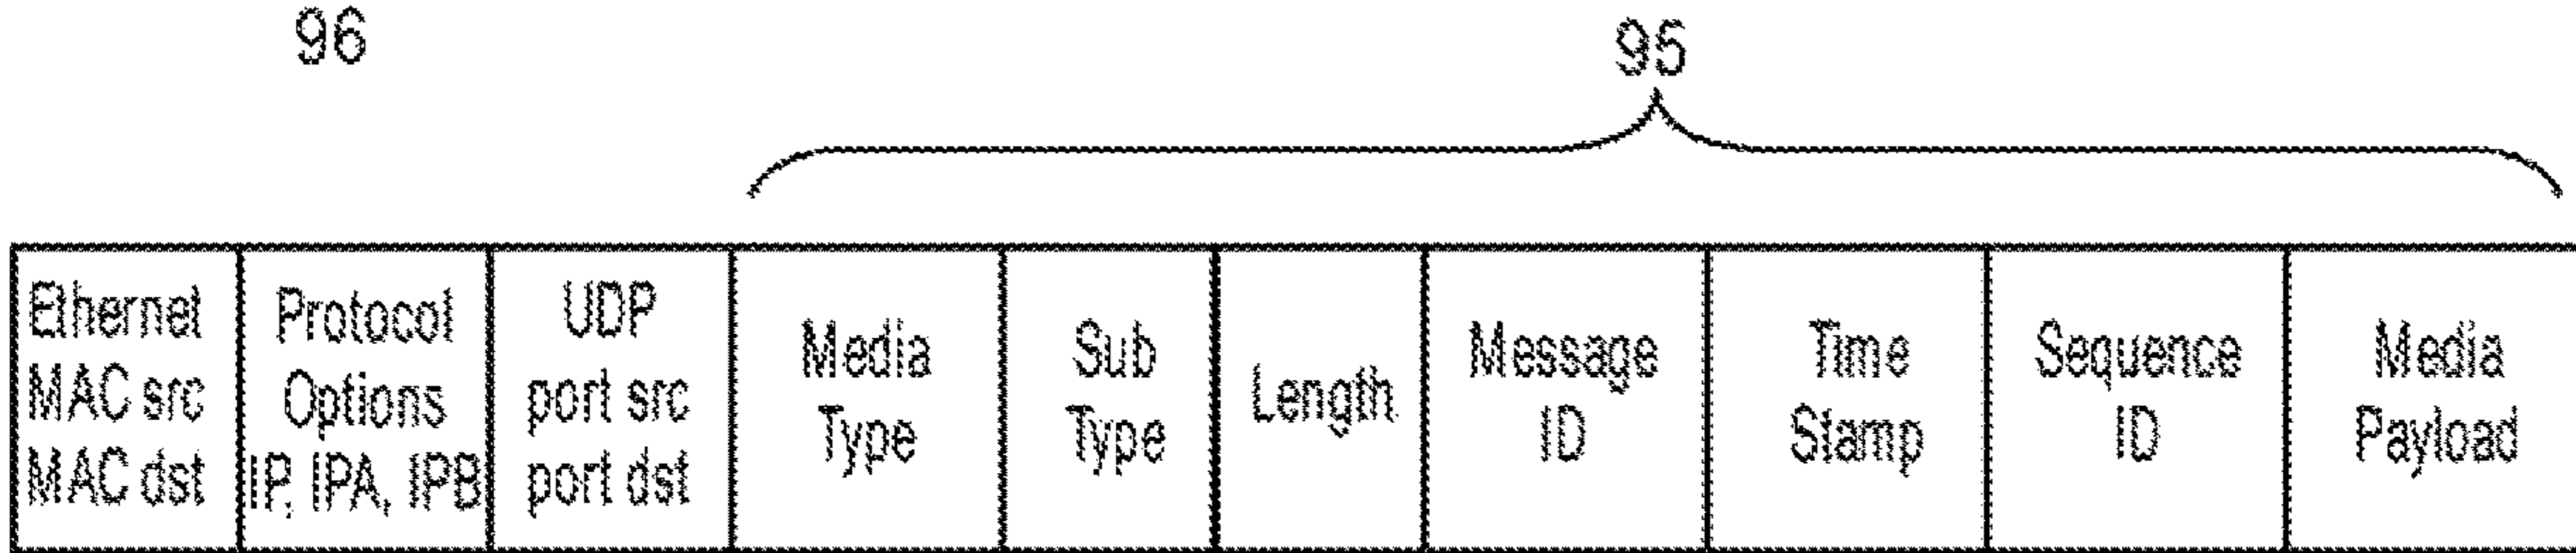 96
95
Ethernet
MAC src
MAC dst
Protocol
Options
IP, IPA, IPB
UDP
port src
port dst
Media
Type
Sub
Type
Length
Message
ID
Time
Stamp
Sequence
ID
Media
Payload